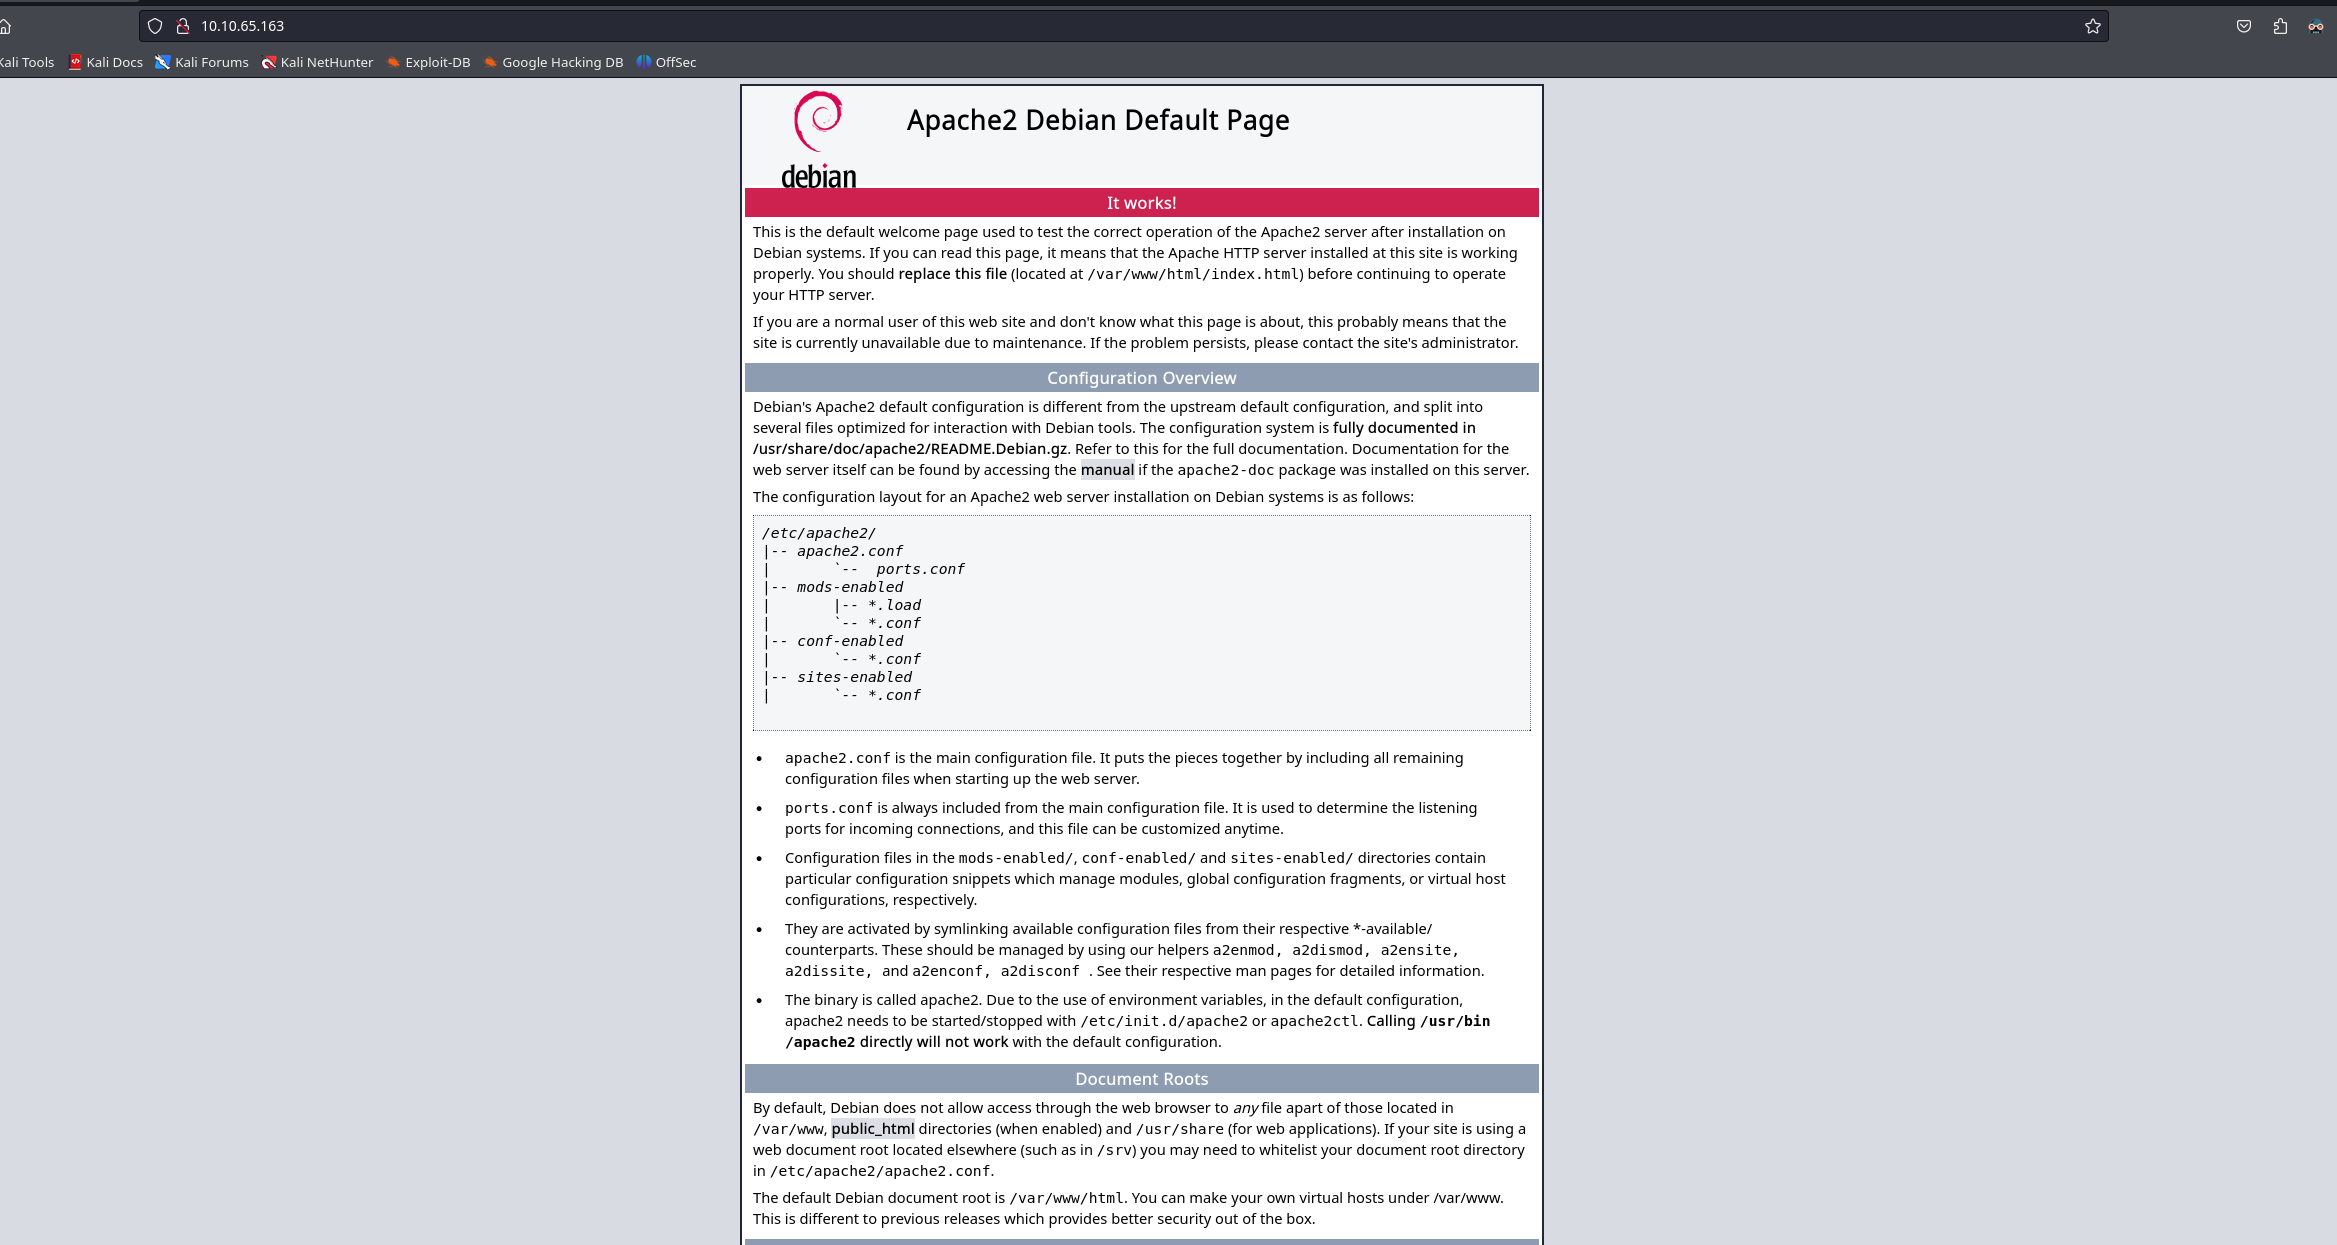 10.10.65.163
Kali Tools Kali Docs Kali Forums Kali NetHunter Exploit-DB Google Hacking DB OffSec
debian
Apache2 Debian Default Page
It works!
This is the default welcome page used to test the correct operation of the Apache2 server after installation on
Debian systems. If you can read this page, it means that the Apache HTTP server installed at this site is working
properly. You should replace this file (located at /var/www/html/index.html) before continuing to operate
your HTTP server.
If you are a normal user of this web site and don't know what this page is about, this probably means that the
site is currently unavailable due to maintenance. If the problem persists, please contact the site's administrator.
Configuration Overview
Debian's Apache2 default configuration is different from the upstream default configuration, and split into
several files optimized for interaction with Debian tools. The configuration system is fully documented in
/usr/share/doc/apache2/README.Debian.gz. Refer to this for the full documentation. Documentation for the
web server itself can be found by accessing the manual if the apache2-doc package was installed on this server.
The configuration layout for an Apache2 web server installation on Debian systems is as follows:
/etc/apache2/
|-- apache2.conf
|       `--  ports.conf
|-- mods-enabled
|       |-- *.load
|       `-- *.conf
|-- conf-enabled
|       `-- *.conf
|-- sites-enabled
|       `-- *.conf
• apache2.conf is the main configuration file. It puts the pieces together by including all remaining
configuration files when starting up the web server.
• ports.conf is always included from the main configuration file. It is used to determine the listening
ports for incoming connections, and this file can be customized anytime.
• Configuration files in the mods-enabled/, conf-enabled/ and sites-enabled/ directories contain
particular configuration snippets which manage modules, global configuration fragments, or virtual host
configurations, respectively.
• They are activated by symlinking available configuration files from their respective *-available/
counterparts. These should be managed by using our helpers a2enmod, a2dismod, a2ensite,
a2dissite, and a2enconf, a2disconf . See their respective man pages for detailed information.
• The binary is called apache2. Due to the use of environment variables, in the default configuration,
apache2 needs to be started/stopped with /etc/init.d/apache2 or apache2ctl. Calling /usr/bin
/apache2 directly will not work with the default configuration.
Document Roots
By default, Debian does not allow access through the web browser to any file apart of those located in
/var/www, public_html directories (when enabled) and /usr/share (for web applications). If your site is using a
web document root located elsewhere (such as in /srv) you may need to whitelist your document root directory
in /etc/apache2/apache2.conf.
The default Debian document root is /var/www/html. You can make your own virtual hosts under /var/www.
This is different to previous releases which provides better security out of the box.